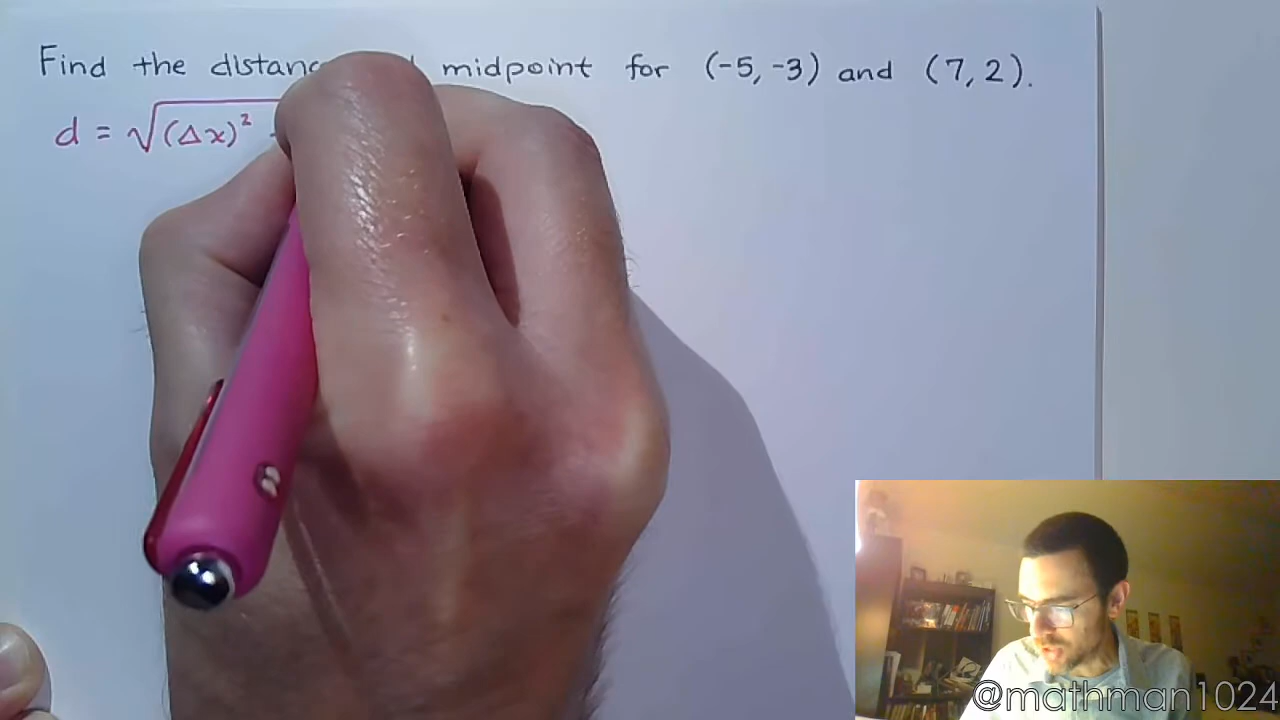 Find the distanc midpoint for (-5, -3) and (7, 2).
d = √(Δx)²
@mathman1024